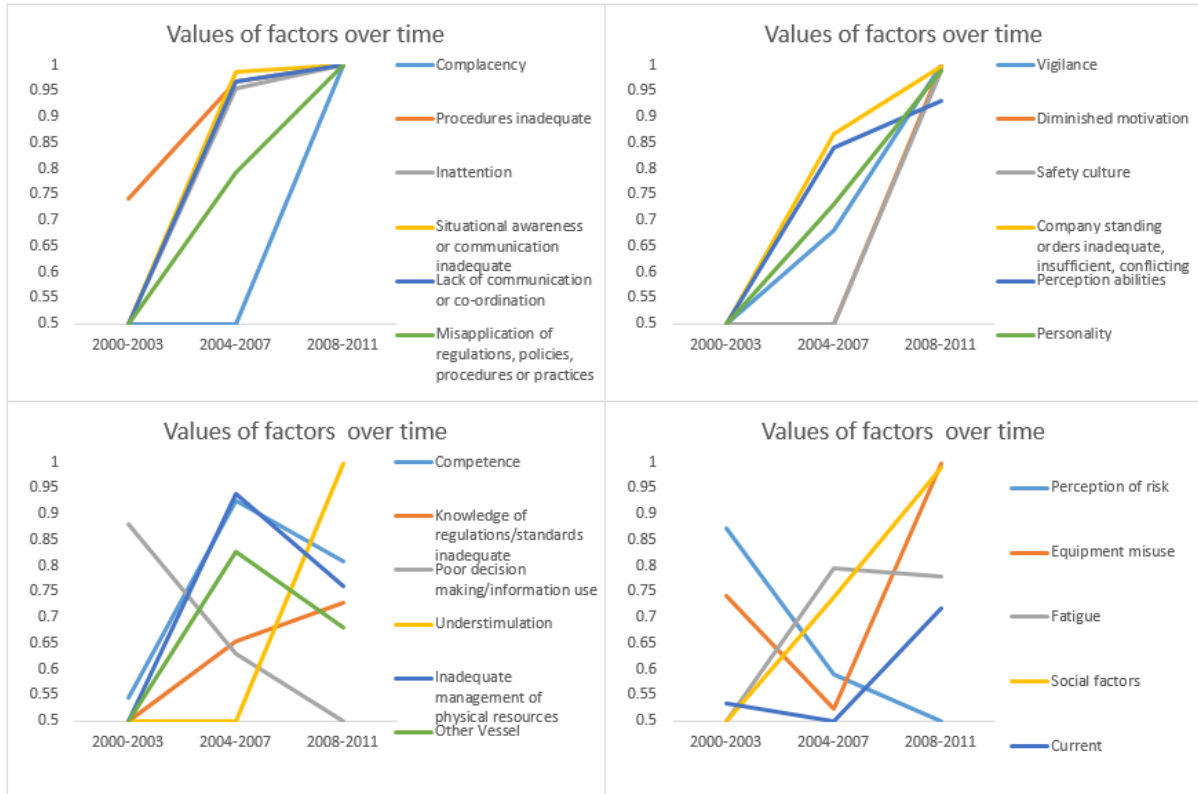 Values of factors over time
1
0.95
0.9
0.85
0.8
0.75
0.7
0.65
0.6
0.55
0.5
2000-2003
2004-2007
2008-2011
Complacency
Procedures inadequate
Inattention
Situational awareness
or communication
inadequate
Lack of communication
or co-ordination
Misapplication of
regulations, policies,
procedures or practices
Values of factors over time
1
0.95
0.9
0.85
0.8
0.75
0.7
0.65
0.6
0.55
0.5
2000-2003
2004-2007
2008-2011
Vigilance
Diminished motivation
Safety culture
Company standing
orders inadequate,
insufficient, conflicting
Perception abilities
Personality
Values of factors over time
1
0.95
0.9
0.85
0.8
0.75
0.7
0.65
0.6
0.55
0.5
2000-2003
2004-2007
2008-2011
Competence
Knowledge of
regulations/standards
inadequate
Poor decision
making/information use
Understimulation
Inadequate
management of
physical resources
Other Vessel
Values of factors over time
1
0.95
0.9
0.85
0.8
0.75
0.7
0.65
0.6
0.55
0.5
2000-2003
2004-2007
2008-2011
Perception of risk
Equipment misuse
Fatigue
Social factors
Current